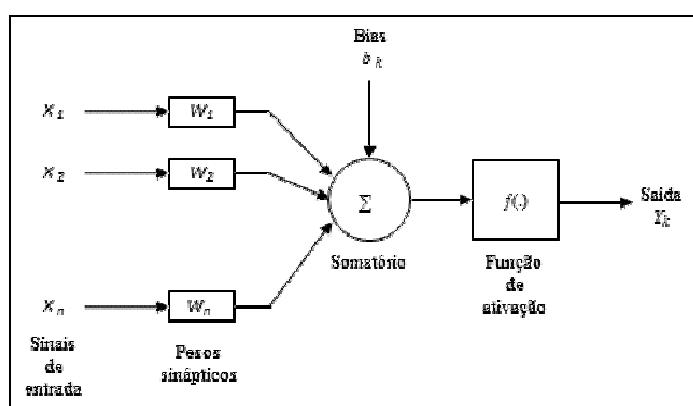 Bias
b k
X 1
W 1
X 2
W 2
Σ
f(.)
Saída
Y k
Somatório
Função
de
ativação
X n
W n
Sinais
de
entrada
Pesos
sinápticos